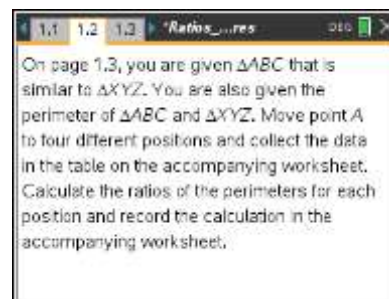 1.1 1.2 1.3 *Ratios_...res DEG
On page 1.3, you are given ΔABC that is
similar to ΔXYZ. You are also given the
perimeter of ΔABC and ΔXYZ. Move point A
to four different positions and collect the data
in the table on the accompanying worksheet.
Calculate the ratios of the perimeters for each
position and record the calculation in the
accompanying worksheet.